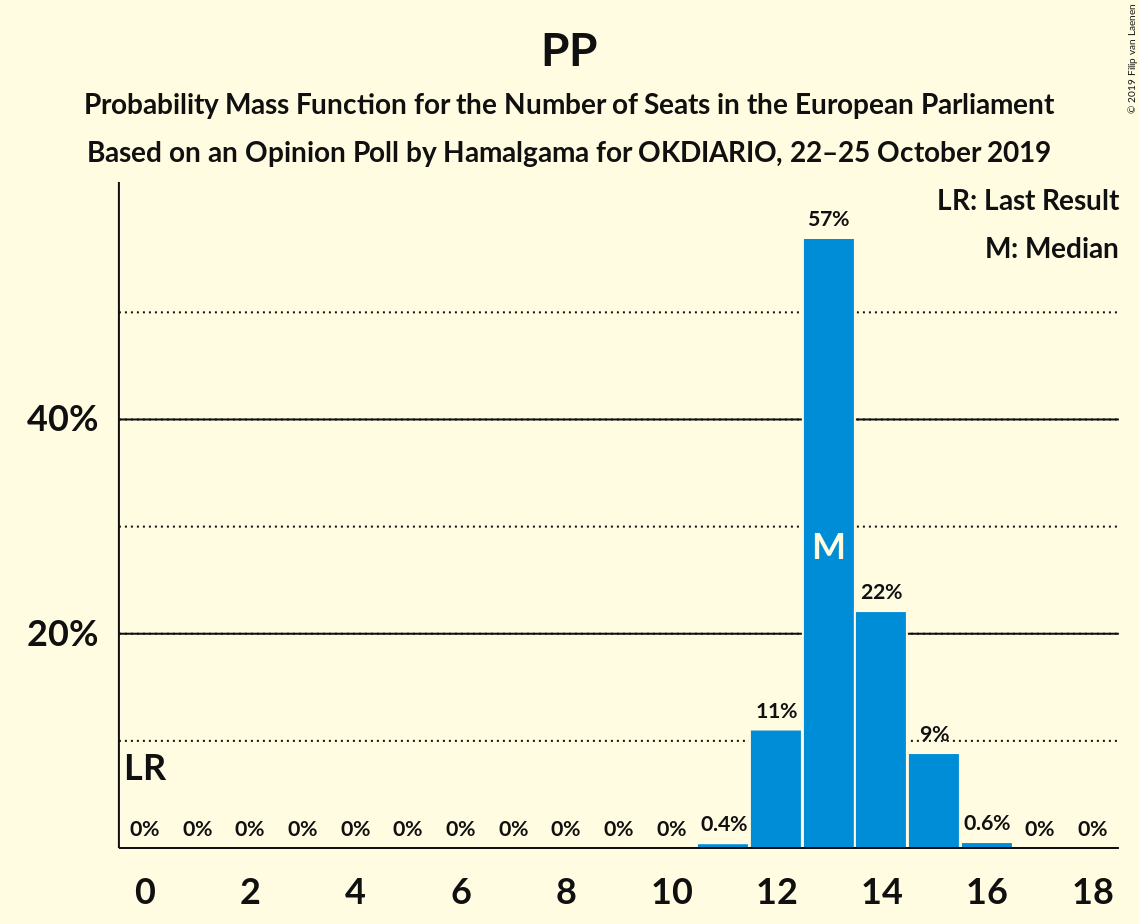 PP
Probability Mass Function for the Number of Seats in the European Parliament
Based on an Opinion Poll by Hamalgama for OKDIARIO, 22–25 October 2019
© 2019 Filip van Laenen
LR: Last Result
M: Median
57%
40%
M
22%
20%
11%
9%
LR
0% 0% 0% 0% 0% 0% 0% 0% 0% 0% 0% 0.4% 0.6% 0% 0%
0 2 4 6 8 10 12 14 16 18